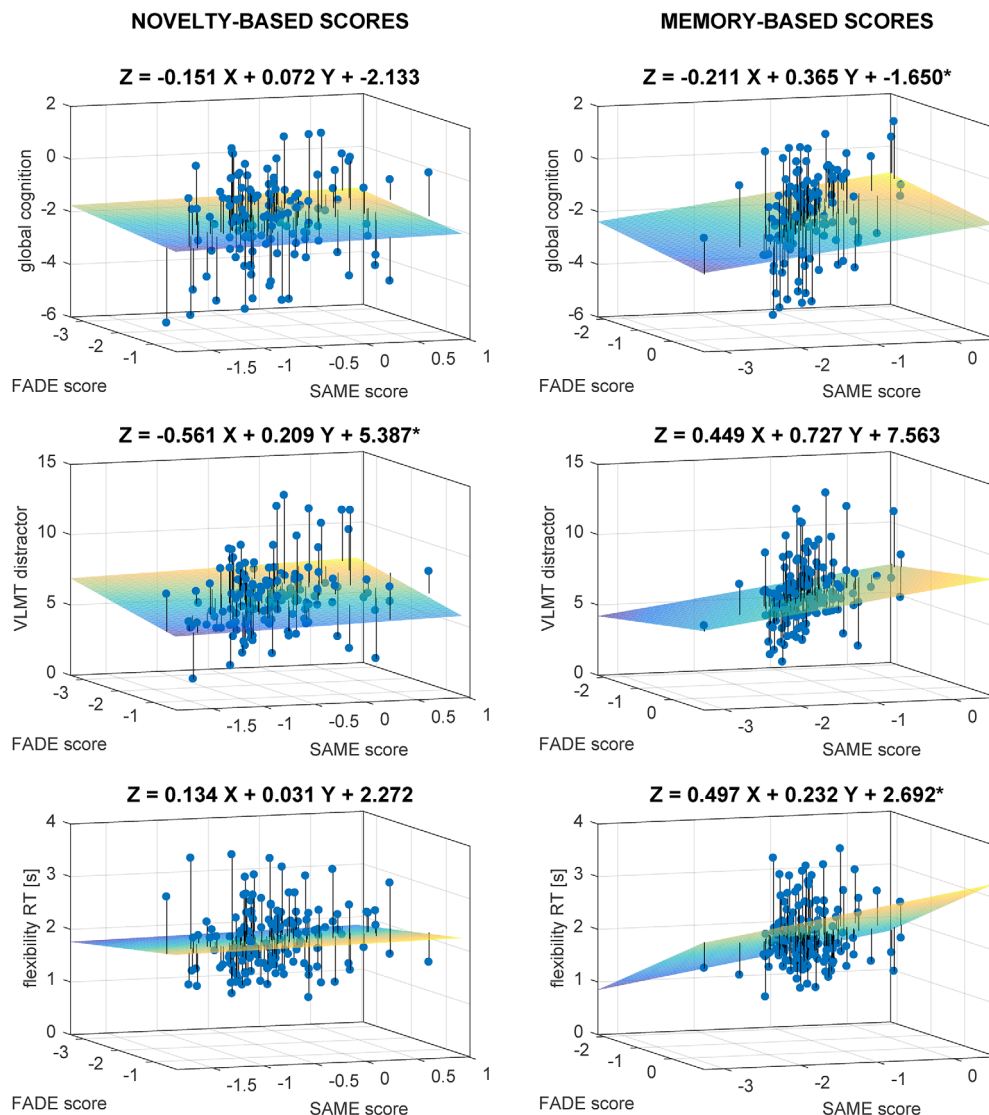 NOVELTY-BASED SCORES
MEMORY-BASED SCORES
Z = -0.151 X + 0.072 Y + -2.133
2
0
-2
-4
-6
global cognition
-3
-2
-1
FADE score
-1.5
-1
-0.5
0
0.5
1
SAME score
Z = -0.211 X + 0.365 Y + -1.650*
2
0
-2
-4
-6
global cognition
-2
-1
0
FADE score
-3
-2
-1
0
SAME score
Z = -0.561 X + 0.209 Y + 5.387*
15
10
5
0
VLMT distractor
-3
-2
-1
FADE score
-1.5
-1
-0.5
0
0.5
1
SAME score
Z = 0.449 X + 0.727 Y + 7.563
15
10
5
0
VLMT distractor
-2
-1
0
FADE score
-3
-2
-1
0
SAME score
Z = 0.134 X + 0.031 Y + 2.272
4
3
2
1
0
flexibility RT [s]
-3
-2
-1
FADE score
-1.5
-1
-0.5
0
0.5
1
SAME score
Z = 0.497 X + 0.232 Y + 2.692*
4
3
2
1
0
flexibility RT [s]
-2
-1
0
FADE score
-3
-2
-1
0
SAME score